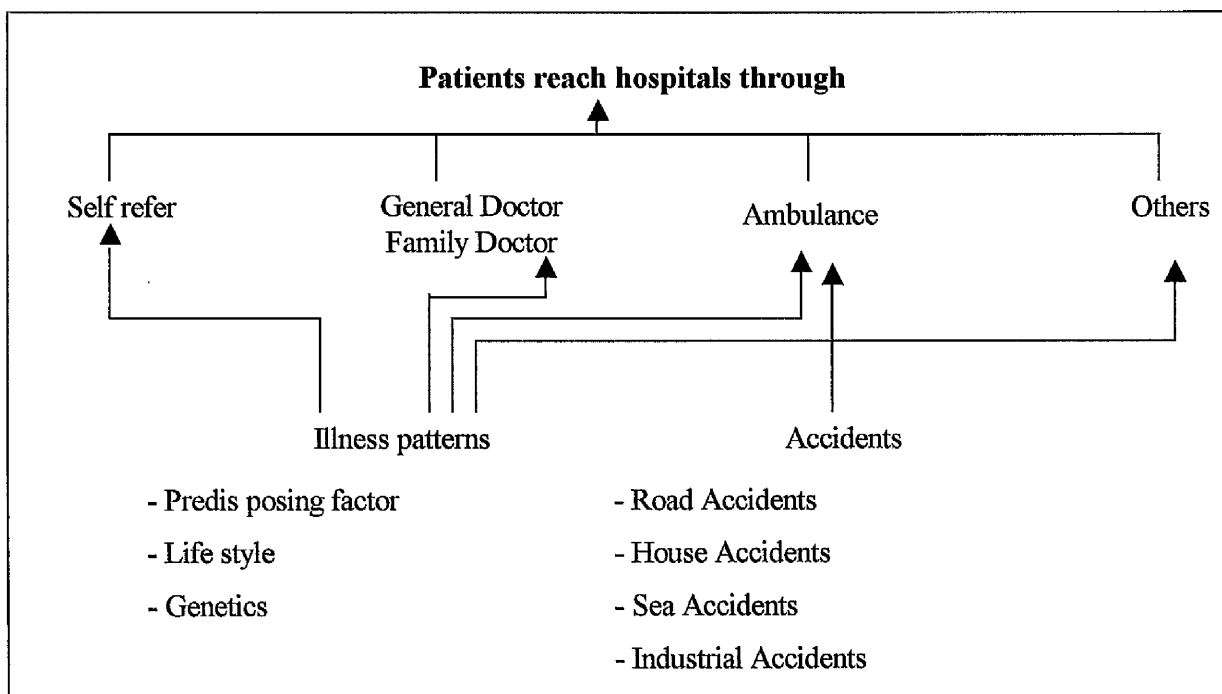 Patients reach hospitals through
Self refer
General Doctor
Family Doctor
Ambulance
Others
Illness patterns
Accidents
- Predis posing factor
- Life style
- Genetics
- Road Accidents
- House Accidents
- Sea Accidents
- Industrial Accidents